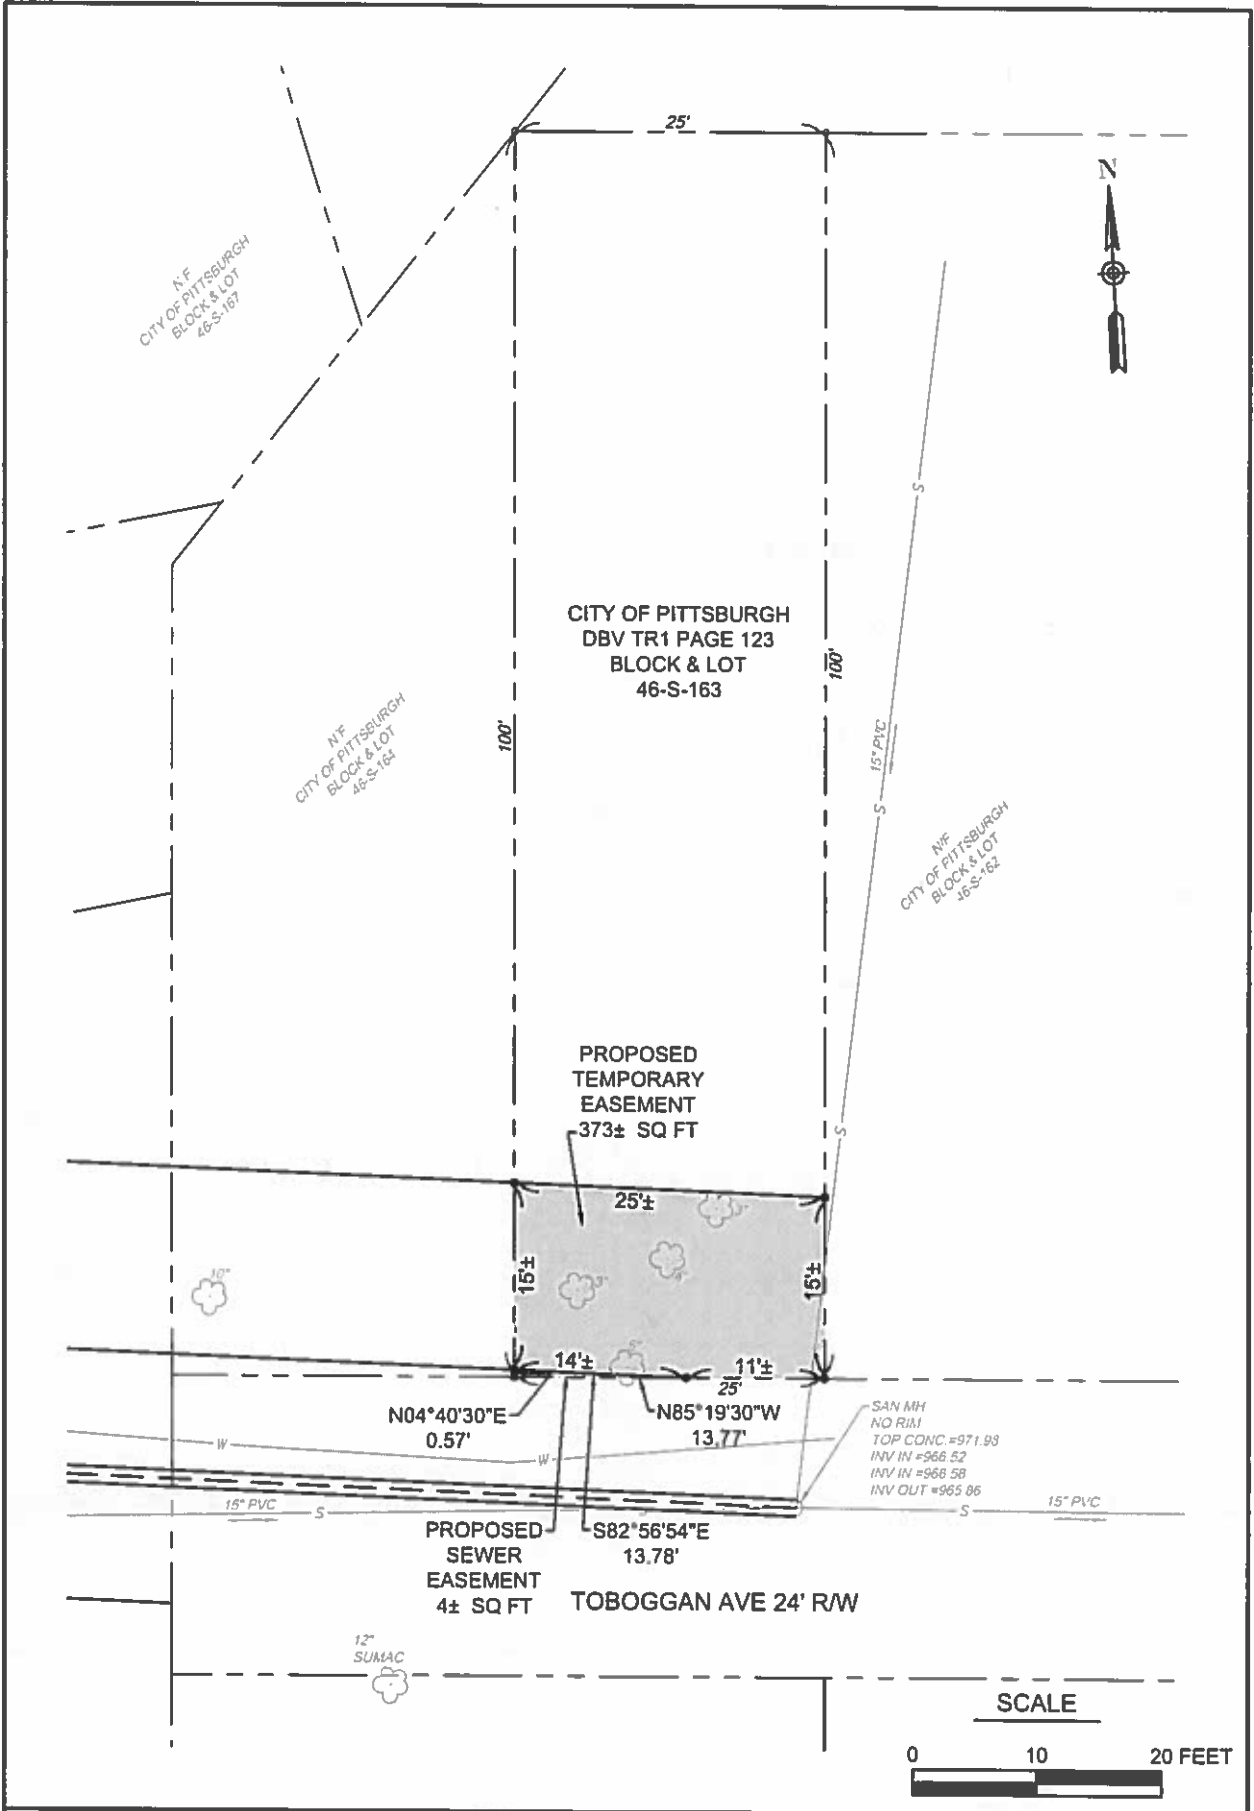 25'
N
N/F
CITY OF PITTSBURGH
BLOCK & LOT
46-S-167
S
CITY OF PITTSBURGH
DBV TR1 PAGE 123
BLOCK & LOT
46-S-163
100'
100'
N/F
CITY OF PITTSBURGH
BLOCK & LOT
46-S-164
15" PVC
S
N/F
CITY OF PITTSBURGH
BLOCK & LOT
46-S-162
PROPOSED
TEMPORARY
EASEMENT
373± SQ FT
S
25'±
15'±
15'±
10"
3"
14'±
11'±
25'
N04°40'30"E
0.57'
N85°19'30"W
13.77'
SAN MH
NO RIM
TOP CONC.=971.98
INV IN =966.52
INV IN =966.58
INV OUT =965.86
W
W
15" PVC
S
S
15" PVC
PROPOSED
SEWER
EASEMENT
4± SQ FT
S82°56'54"E
13.78'
TOBOGGAN AVE 24' R/W
12"
SUMAC
SCALE
0 10 20 FEET